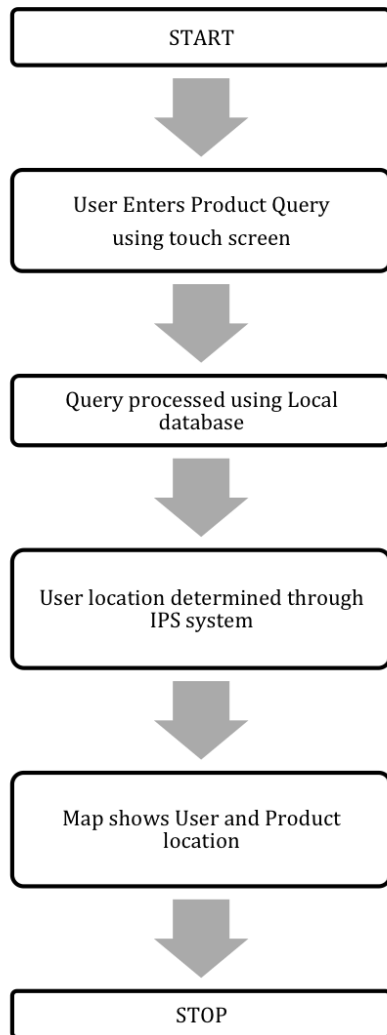 START
User Enters Product Query
using touch screen
Query processed using Local
database
User location determined through
IPS system
Map shows User and Product
location
STOP